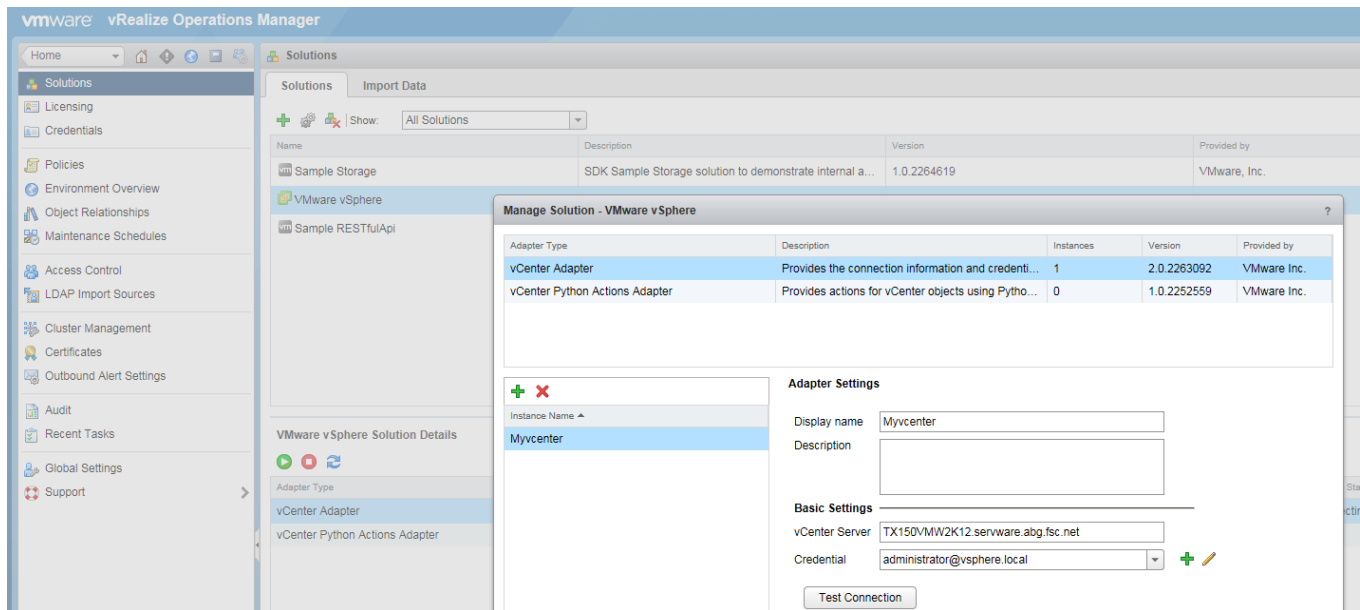 vmware vRealize Operations Manager
Home
Solutions
Licensing
Credentials
Policies
Environment Overview
Object Relationships
Maintenance Schedules
Access Control
LDAP Import Sources
Cluster Management
Certificates
Outbound Alert Settings
Audit
Recent Tasks
Global Settings
Support
Solutions
Solutions Import Data
Show: All Solutions
Name Description Version Provided by
Sample Storage SDK Sample Storage solution to demonstrate internal a... 1.0.2264619 VMware, Inc.
VMware vSphere
Sample RESTfulApi
Manage Solution - VMware vSphere ?
Adapter Type Description Instances Version Provided by
vCenter Adapter Provides the connection information and credenti... 1 2.0.2263092 VMware Inc.
vCenter Python Actions Adapter Provides actions for vCenter objects using Pytho... 0 1.0.2252559 VMware Inc.
Instance Name
Myvcenter
Adapter Settings
Display name Myvcenter
Description
Basic Settings
vCenter Server TX150VMW2K12.servware.abg.fsc.net
Credential administrator@vsphere.local
Test Connection
VMware vSphere Solution Details
Adapter Type
vCenter Adapter
vCenter Python Actions Adapter